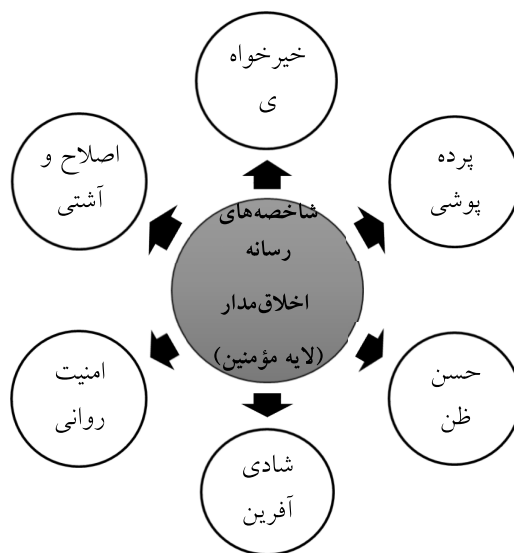 خیرخواه
ی
پرده
پوشی
حسن
ظن
شادی
آفرین
امنیت
روانی
اصلاح و
آشتی
شاخصه‌های
رسانه
اخلاق‌مدار
(لایه مؤمنین)